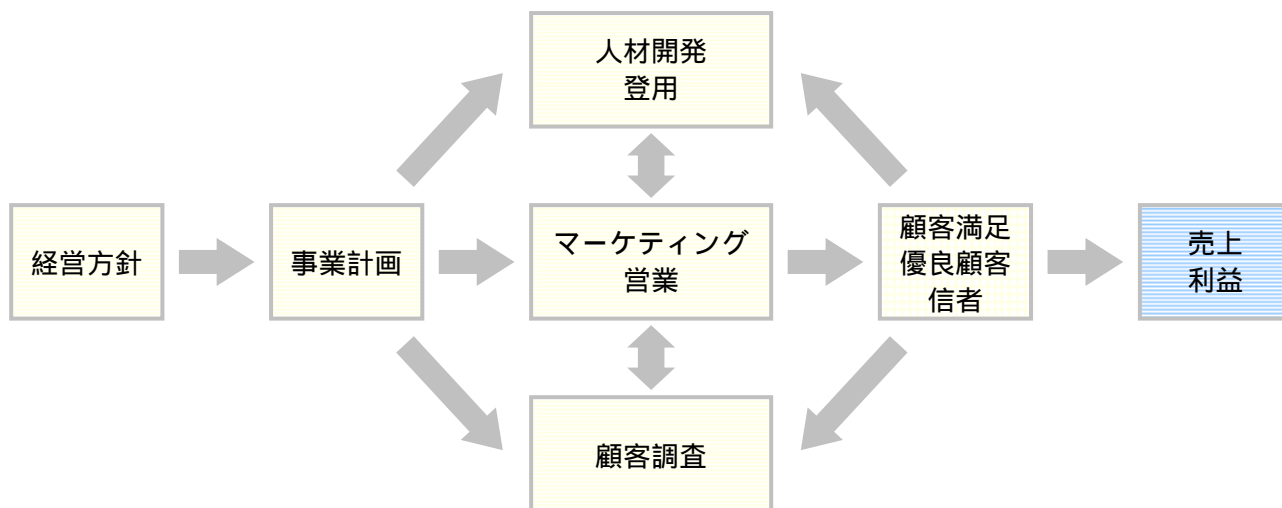 人材開発
登用
経営方針
事業計画
マーケティング
営業
顧客満足
優良顧客
信者
売上
利益
顧客調査